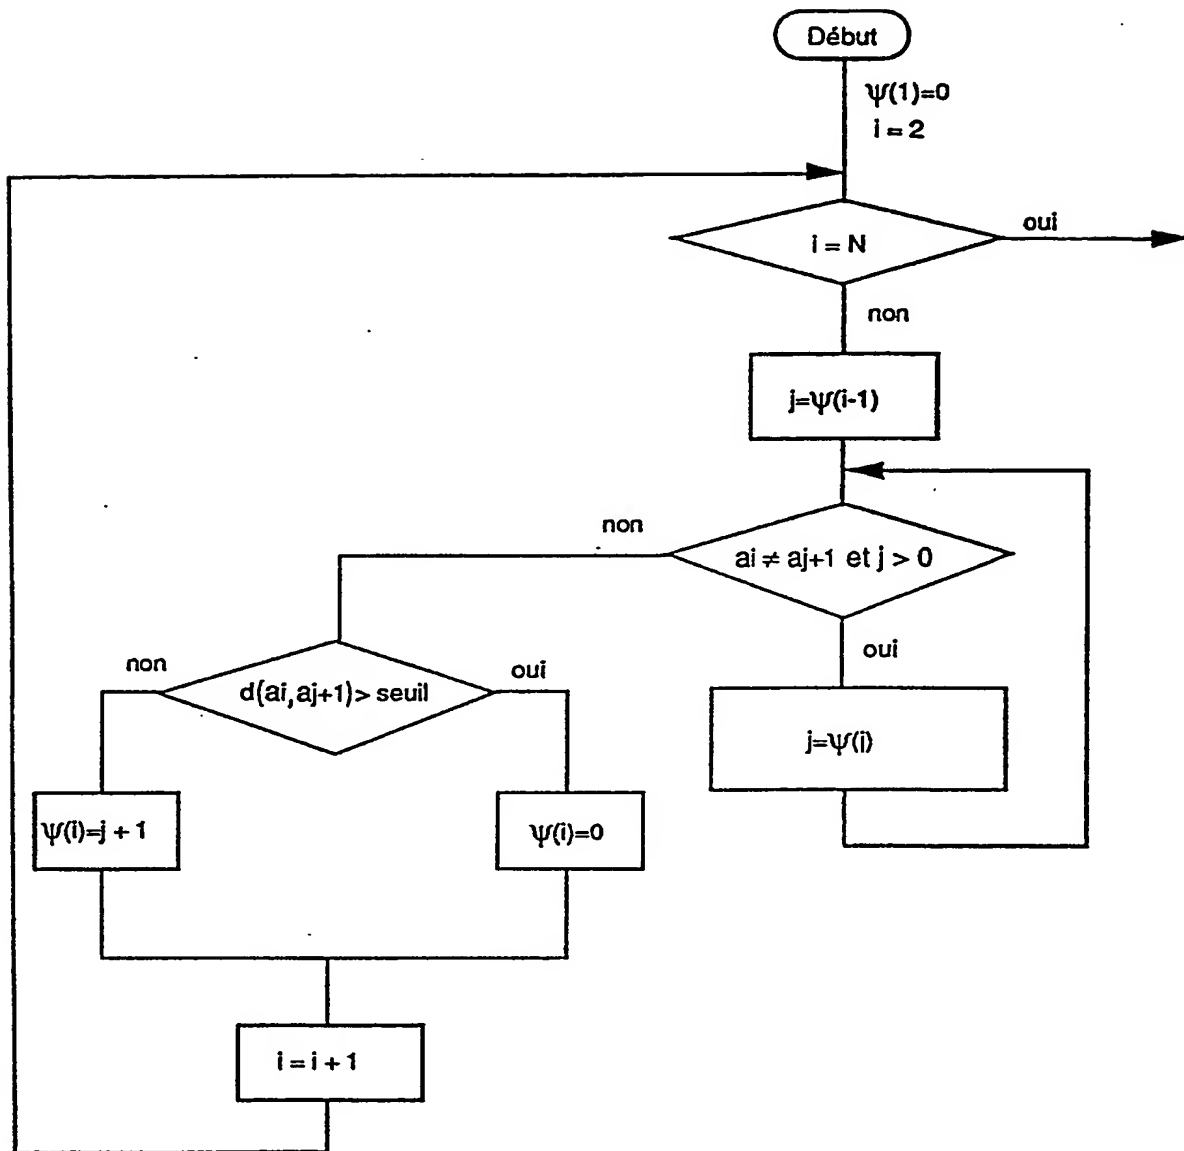 Début
ψ(1)=0
i = 2
i = N
oui
non
j=ψ(i-1)
non
ai ≠ aj+1 et j > 0
oui
non
d(ai,aj+1)> seuil
oui
j=ψ(j)
ψ(i)=j + 1
ψ(i)=0
i = i + 1